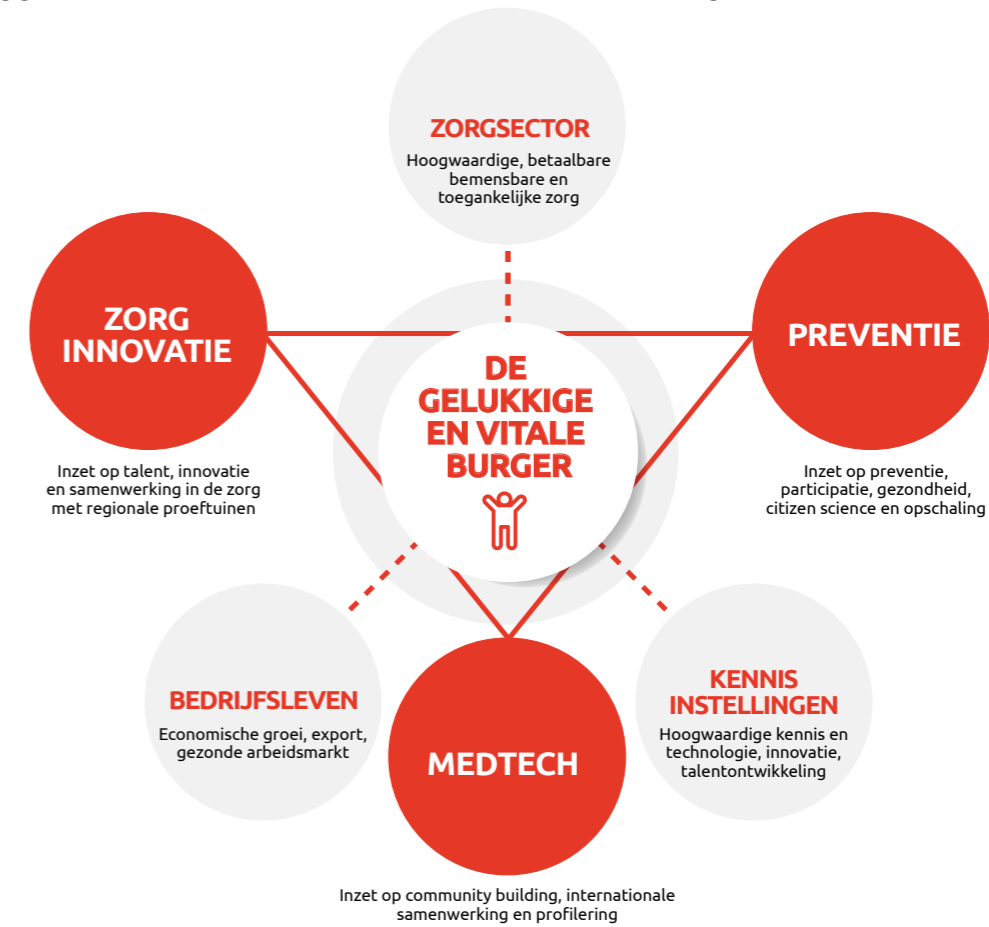 ZORGSECTOR
Hoogwaardige, betaalbare
bemensbare en
toegankelijke zorg
ZORG
INNOVATIE
Inzet op talent, innovatie
en samenwerking in de zorg
met regionale proeftuinen
DE
GELUKKIGE
EN VITALE
BURGER
PREVENTIE
Inzet op preventie,
participatie, gezondheid,
citizen science en opschaling
BEDRIJFSLEVEN
Economische groei, export,
gezonde arbeidsmarkt
MEDTECH
Inzet op community building, internationale
samenwerking en profilering
KENNIS
INSTELLINGEN
Hoogwaardige kennis en
technologie, innovatie,
talentontwikkeling